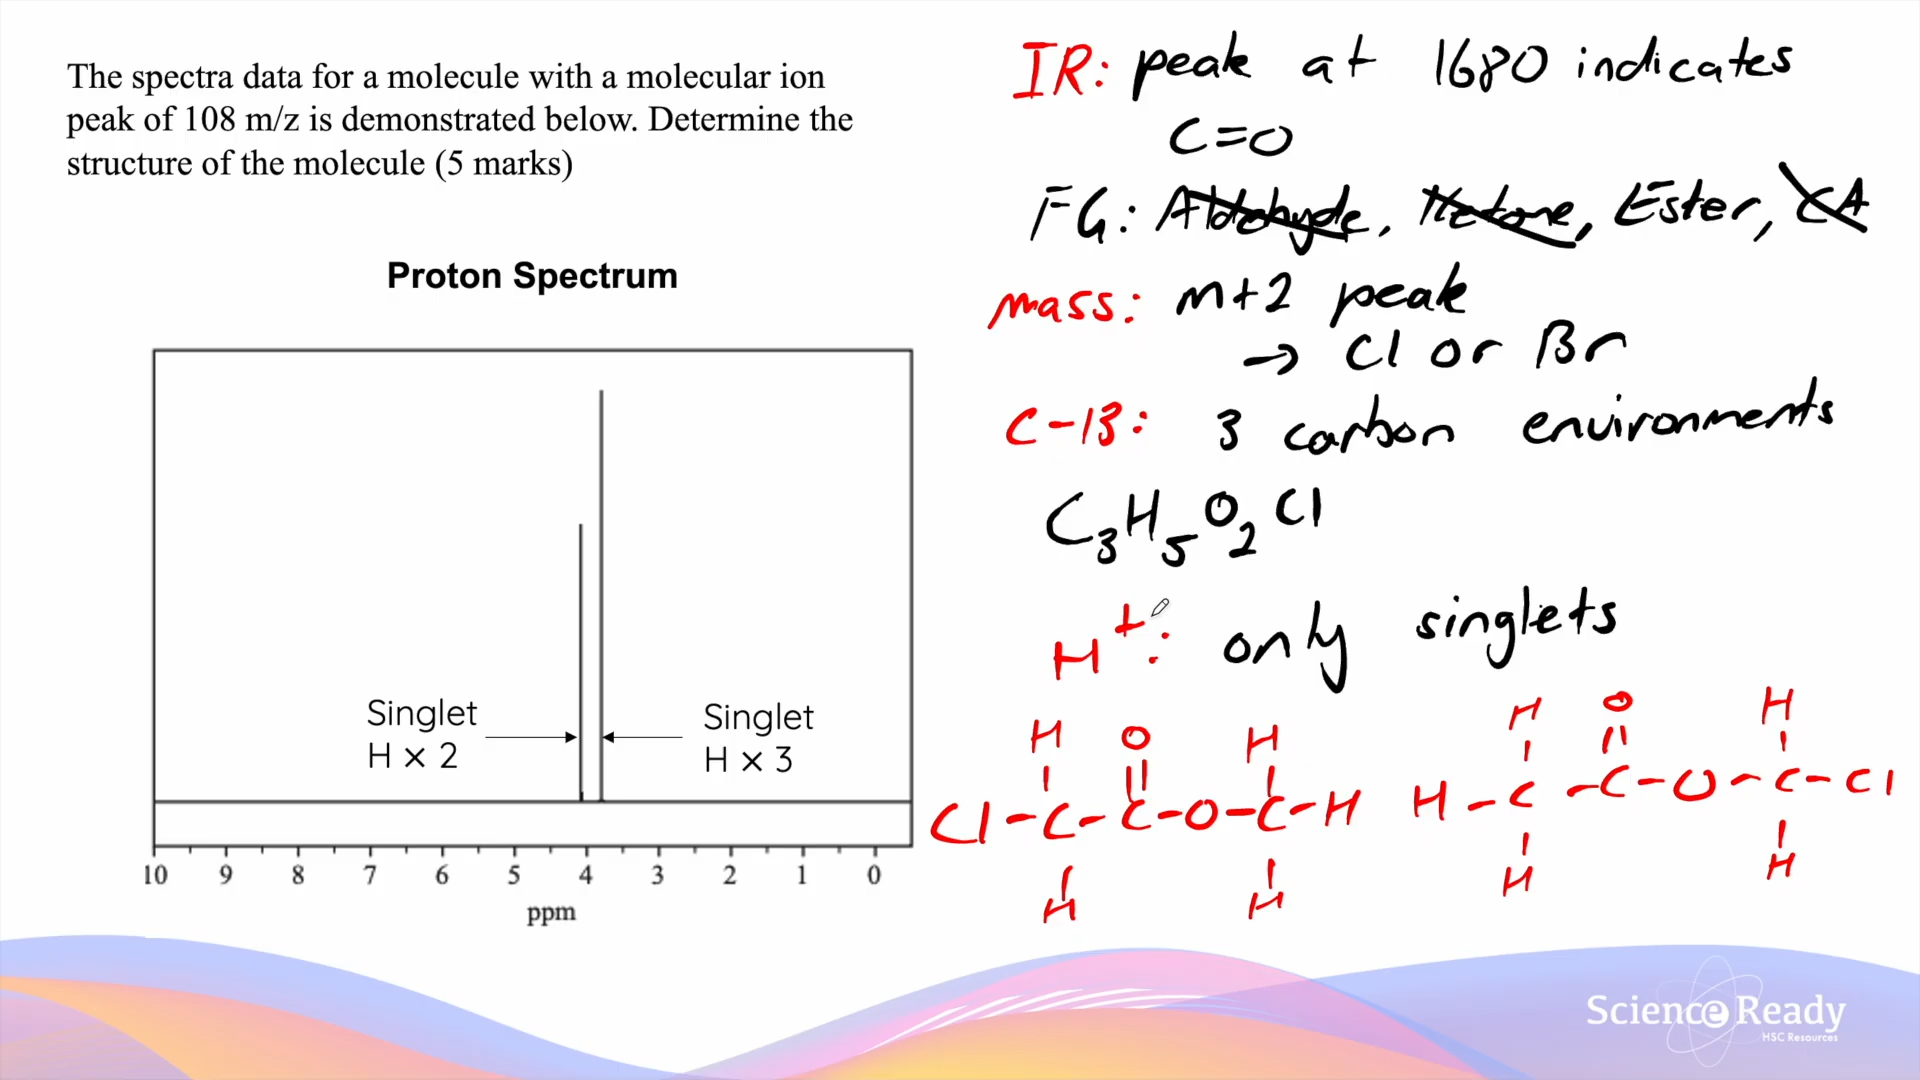 The spectra data for a molecule with a molecular ion
peak of 108 m/z is demonstrated below. Determine the
structure of the molecule (5 marks)
Proton Spectrum
Singlet
H × 2
Singlet
H × 3
10 9 8 7 6 5 4 3 2 1 0
ppm
IR: peak at 1680 indicates
C=O
FG: Aldehyde, Ketone, Ester, CA
mass: m+2 peak
→ Cl or Br
C-13: 3 carbon environments
C₃H₅O₂Cl
H⁺: only singlets
H O H
Cl-C-C-O-C-H
H H
H O H
H-C-C-O-C-Cl
H H
Science Ready
HSC Resources